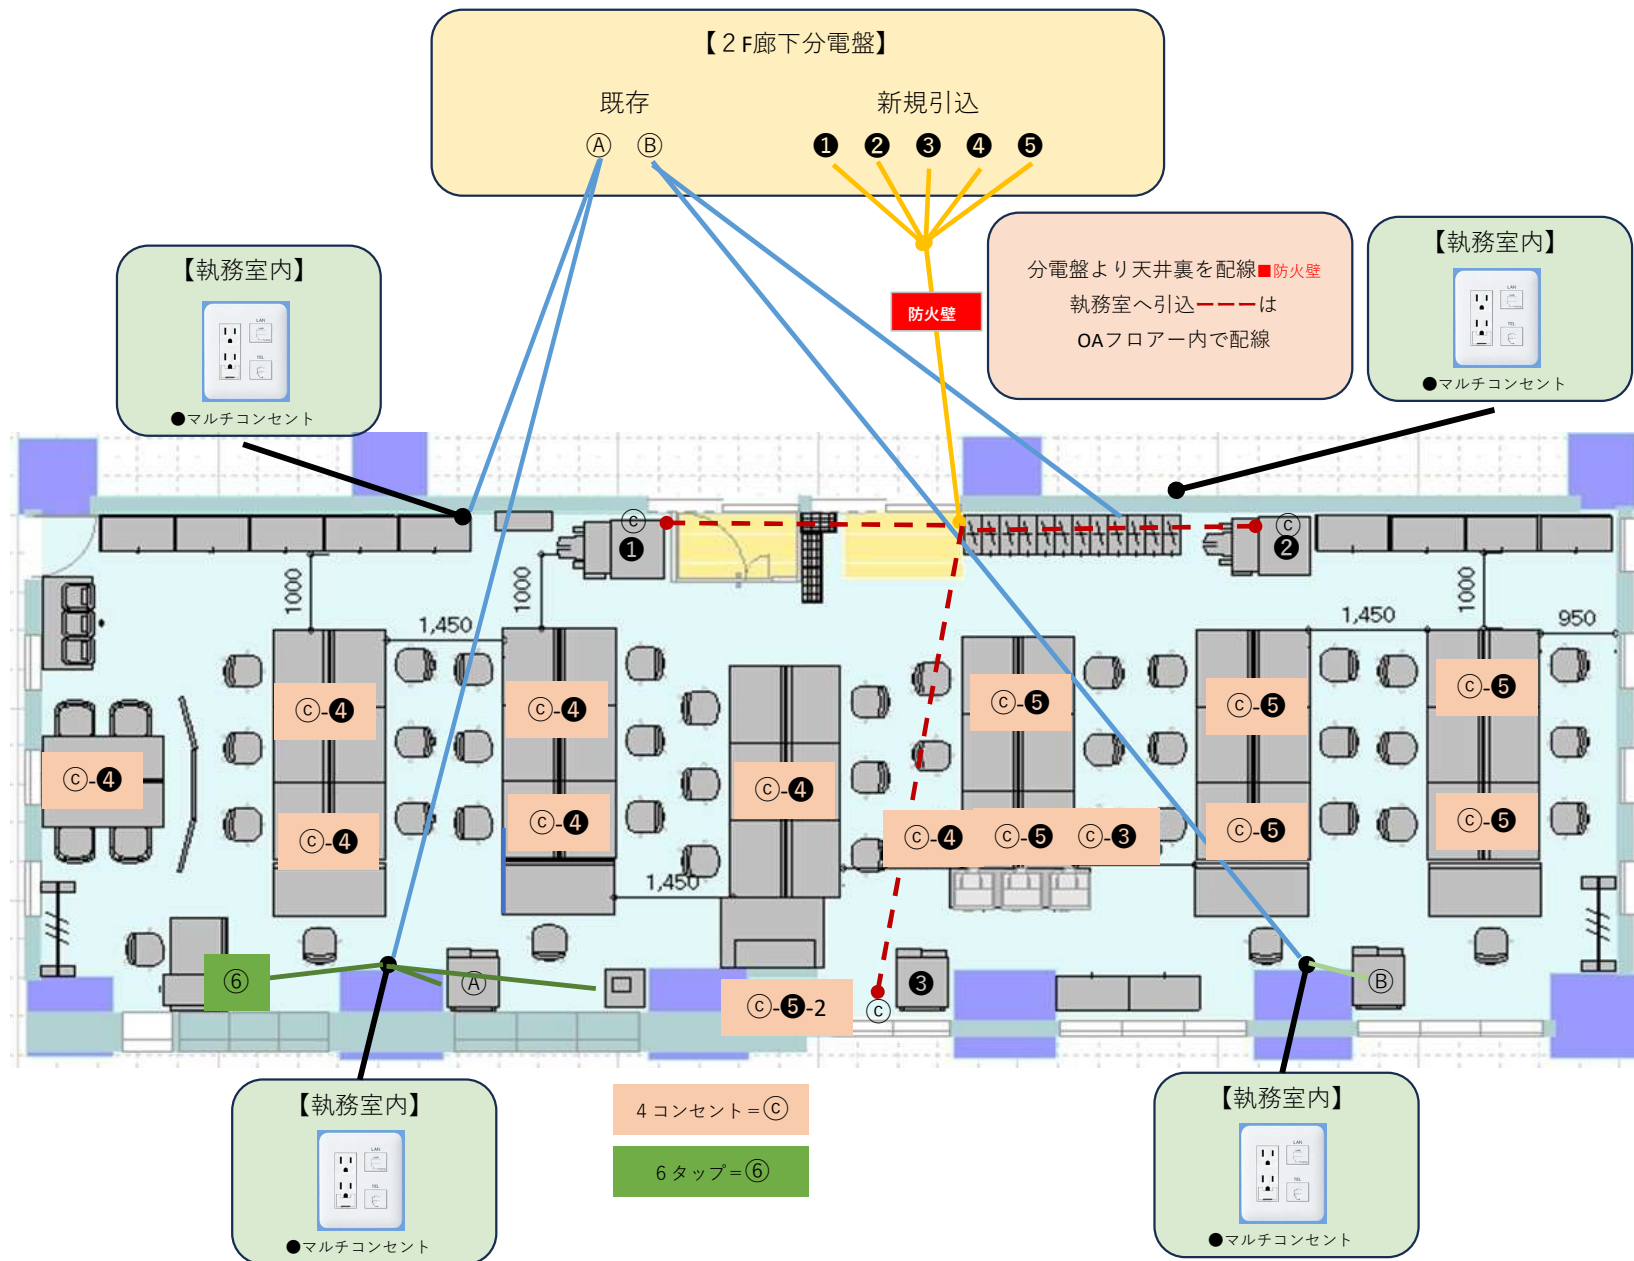 【２F廊下分電盤】
既存
新規引込
Ⓐ Ⓑ
❶ ❷ ❸ ❹ ❺
防火壁
分電盤より天井裏を配線■防火壁
執務室へ引込ーーーは
OAフロアー内で配線
【執務室内】
●マルチコンセント
【執務室内】
●マルチコンセント
ⓒ
❶
ⓒ
❷
1000
1000
1000
1,450
1,450
950
ⓒ-❹
ⓒ-❹
ⓒ-❺
ⓒ-❺
ⓒ-❺
ⓒ-❹
ⓒ-❹
ⓒ-❹
ⓒ-❹
ⓒ-❹
ⓒ-❺
ⓒ-❸
ⓒ-❺
ⓒ-❺
1,450
⑥
Ⓐ
ⓒ-❺-2
ⓒ
❸
Ⓑ
【執務室内】
●マルチコンセント
4コンセント＝ⓒ
6タップ＝⑥
【執務室内】
●マルチコンセント